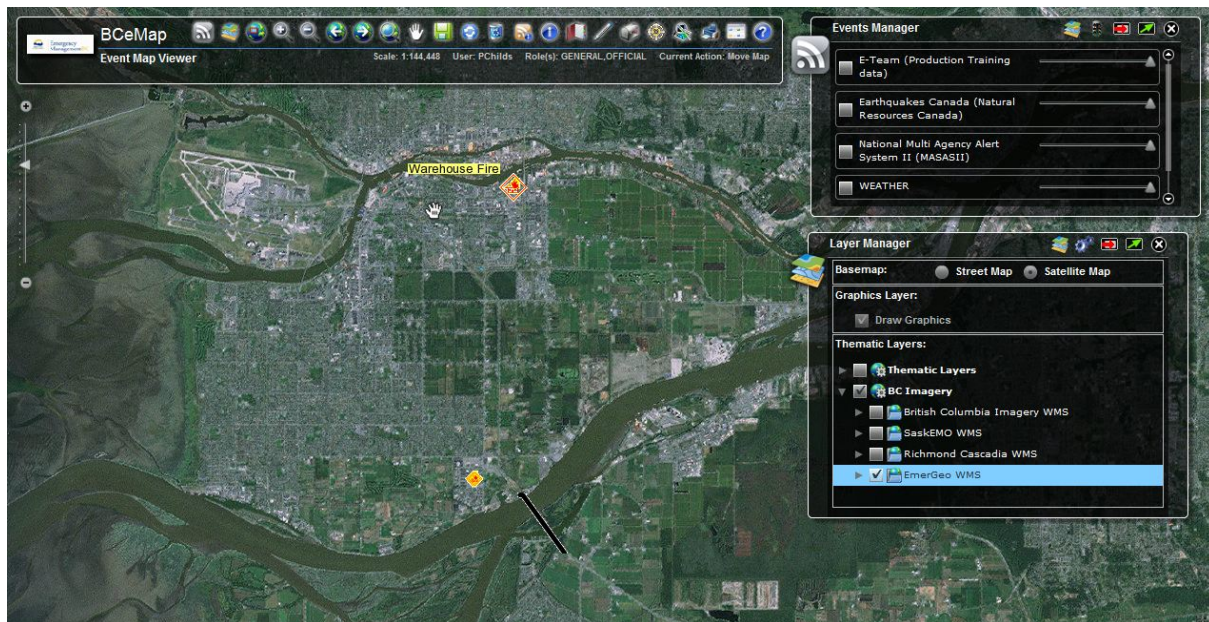 Emergency
Management
BCeMap
Event Map Viewer
Scale: 1:144,448 User: PChilds Role(s): GENERAL,OFFICIAL Current Action: Move Map
Warehouse Fire
Events Manager
E-Team (Production Training
data)
Earthquakes Canada (Natural
Resources Canada)
National Multi Agency Alert
System II (MASASII)
WEATHER
Layer Manager
Basemap: Street Map Satellite Map
Graphics Layer:
Draw Graphics
Thematic Layers:
Thematic Layers
BC Imagery
British Columbia Imagery WMS
SaskEMO WMS
Richmond Cascadia WMS
EmerGeo WMS